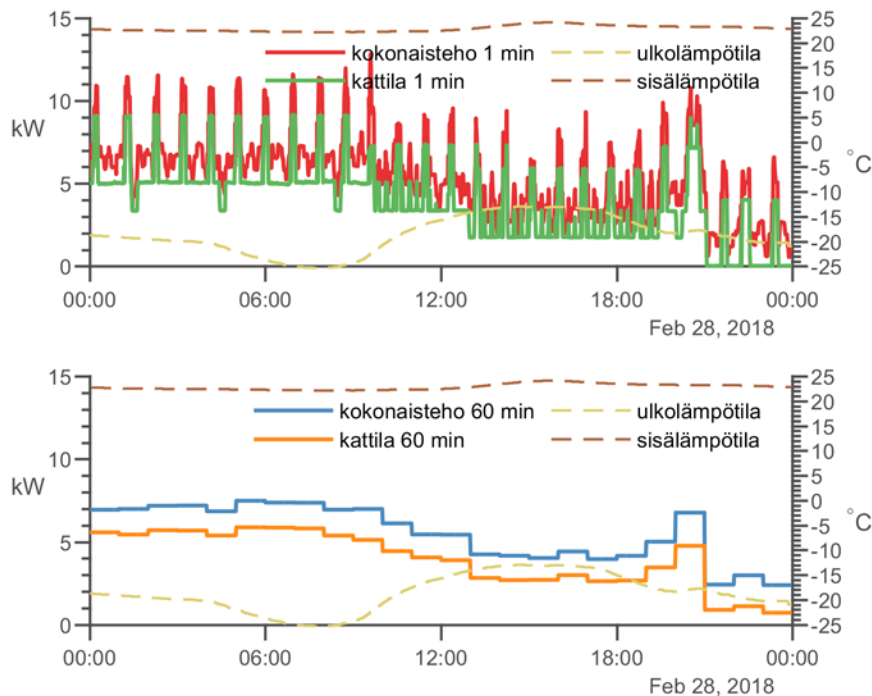 15
10
5
0
kW
kokonaisteho 1 min
kattila 1 min
ulkolämpötila
sisälämpötila
25
20
15
10
5
0
-5
-10
-15
-20
-25
°C
00:00 06:00 12:00 18:00 00:00
Feb 28, 2018
15
10
5
0
kW
kokonaisteho 60 min
kattila 60 min
ulkolämpötila
sisälämpötila
25
20
15
10
5
0
-5
-10
-15
-20
-25
°C
00:00 06:00 12:00 18:00 00:00
Feb 28, 2018